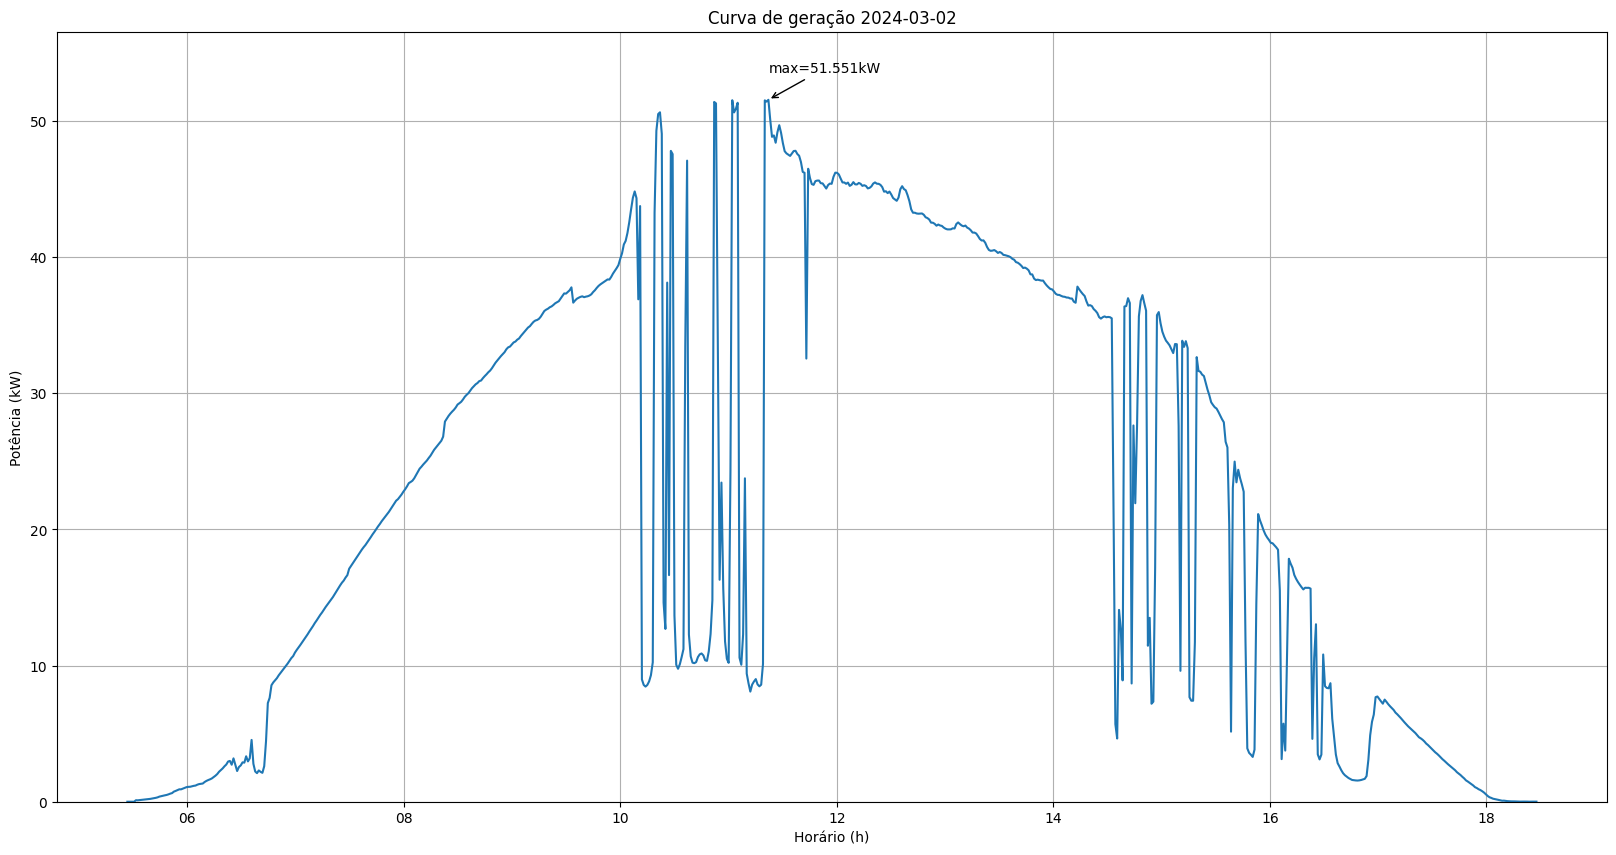 Curva de geração 2024-03-02
max=51.551kW
Potência (kW)
50
40
30
20
10
0
06 08 10 12 14 16 18
Horário (h)